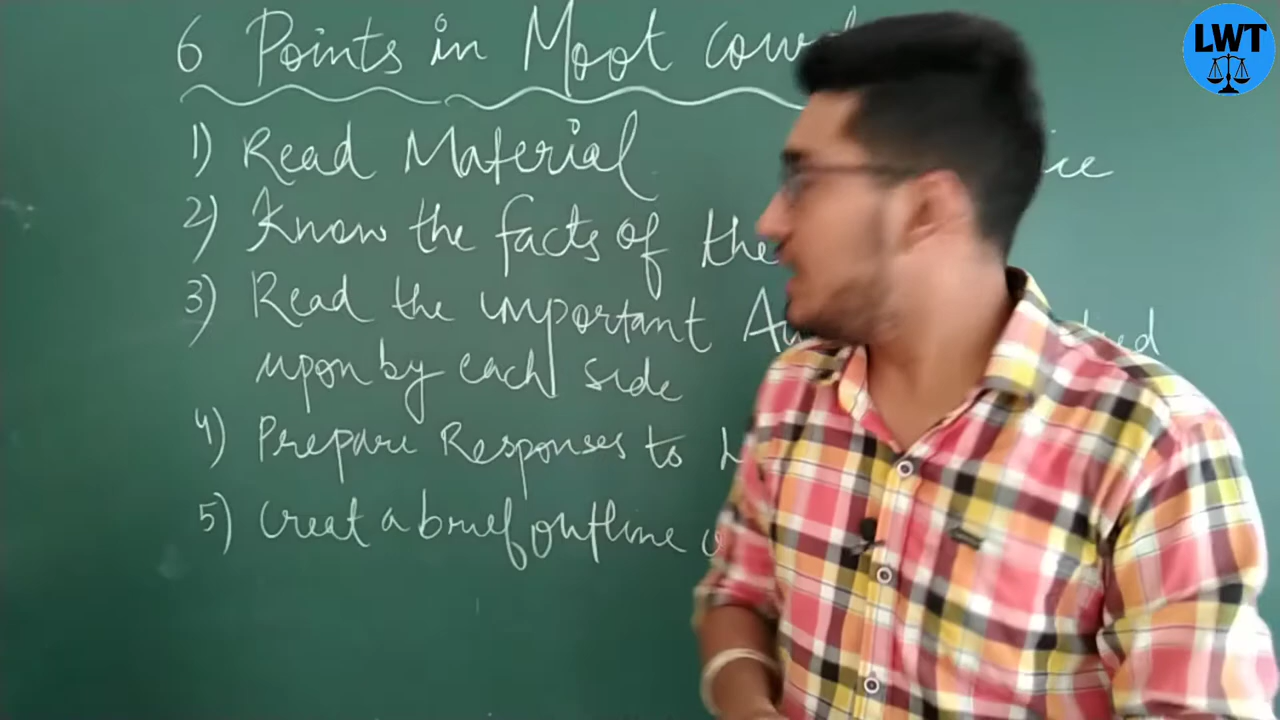 LWT
6 Points in Moot
1) Read Material
2) Know the facts of the
3) Read the important
upon by each side
4) Prepare Responses to
5) Creat a brief outline